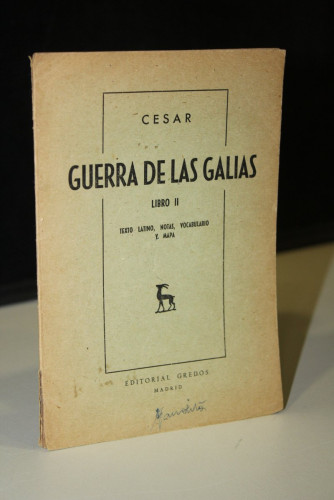 CESAR
GUERRA DE LAS GALIAS
LIBRO II
TEXTO LATINO, NOTAS, VOCABULARIO
Y MAPA
EDITORIAL GREDOS
MADRID